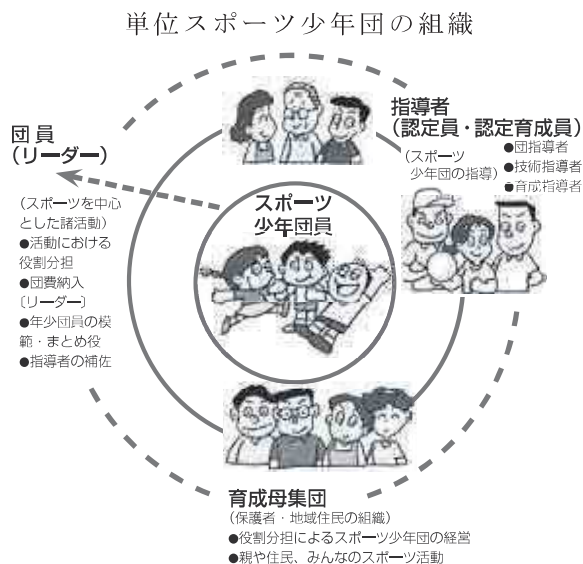 単位スポーツ少年団の組織
団員
(リーダー)
(スポーツを中心
とした諸活動)
●活動における
役割分担
●団費納入
〔リーダー〕
●年少団員の模
範・まとめ役
●指導者の補佐
指導者
(認定員・認定育成員)
(スポーツ
少年団の指導)
●団指導者
●技術指導者
●育成指導者
スポーツ
少年団員
育成母集団
(保護者・地域住民の組織)
●役割分担によるスポーツ少年団の経営
●親や住民、みんなのスポーツ活動